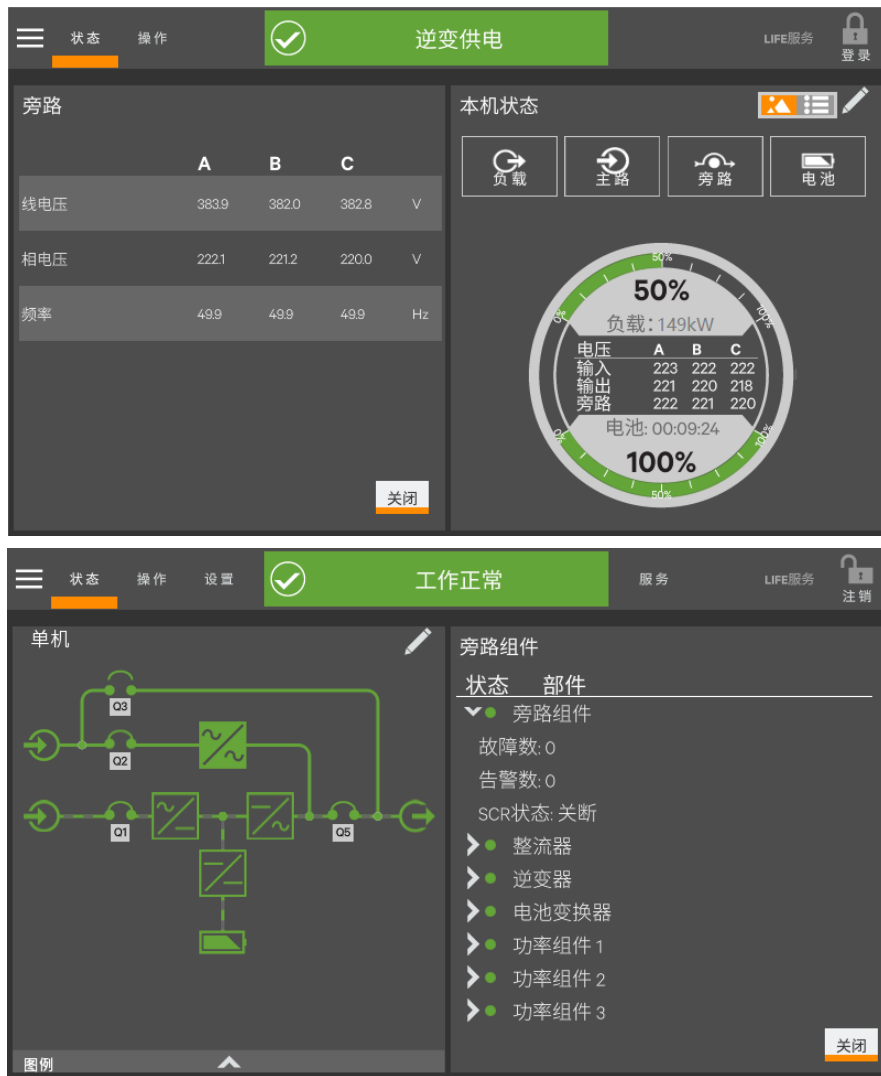 状态 操作 逆变供电 LIFE服务 登录
旁路
A B C
线电压 383.9 382.0 382.8 V
相电压 222.1 221.2 220.0 V
频率 49.9 49.9 49.9 Hz
关闭
本机状态
负载 主路 旁路 电池
50%
0% 100%
50%
负载: 149kW
电压 A B C
输入 223 222 222
输出 221 220 218
旁路 222 221 220
电池: 00:09:24
0% 100%
100%
50%
状态 操作 设置 工作正常 服务 LIFE服务 注销
单机
Q3
Q2
Q1 Q5
图例
旁路组件
状态 部件
旁路组件
故障数: 0
告警数: 0
SCR状态: 关断
整流器
逆变器
电池变换器
功率组件 1
功率组件 2
功率组件 3
关闭